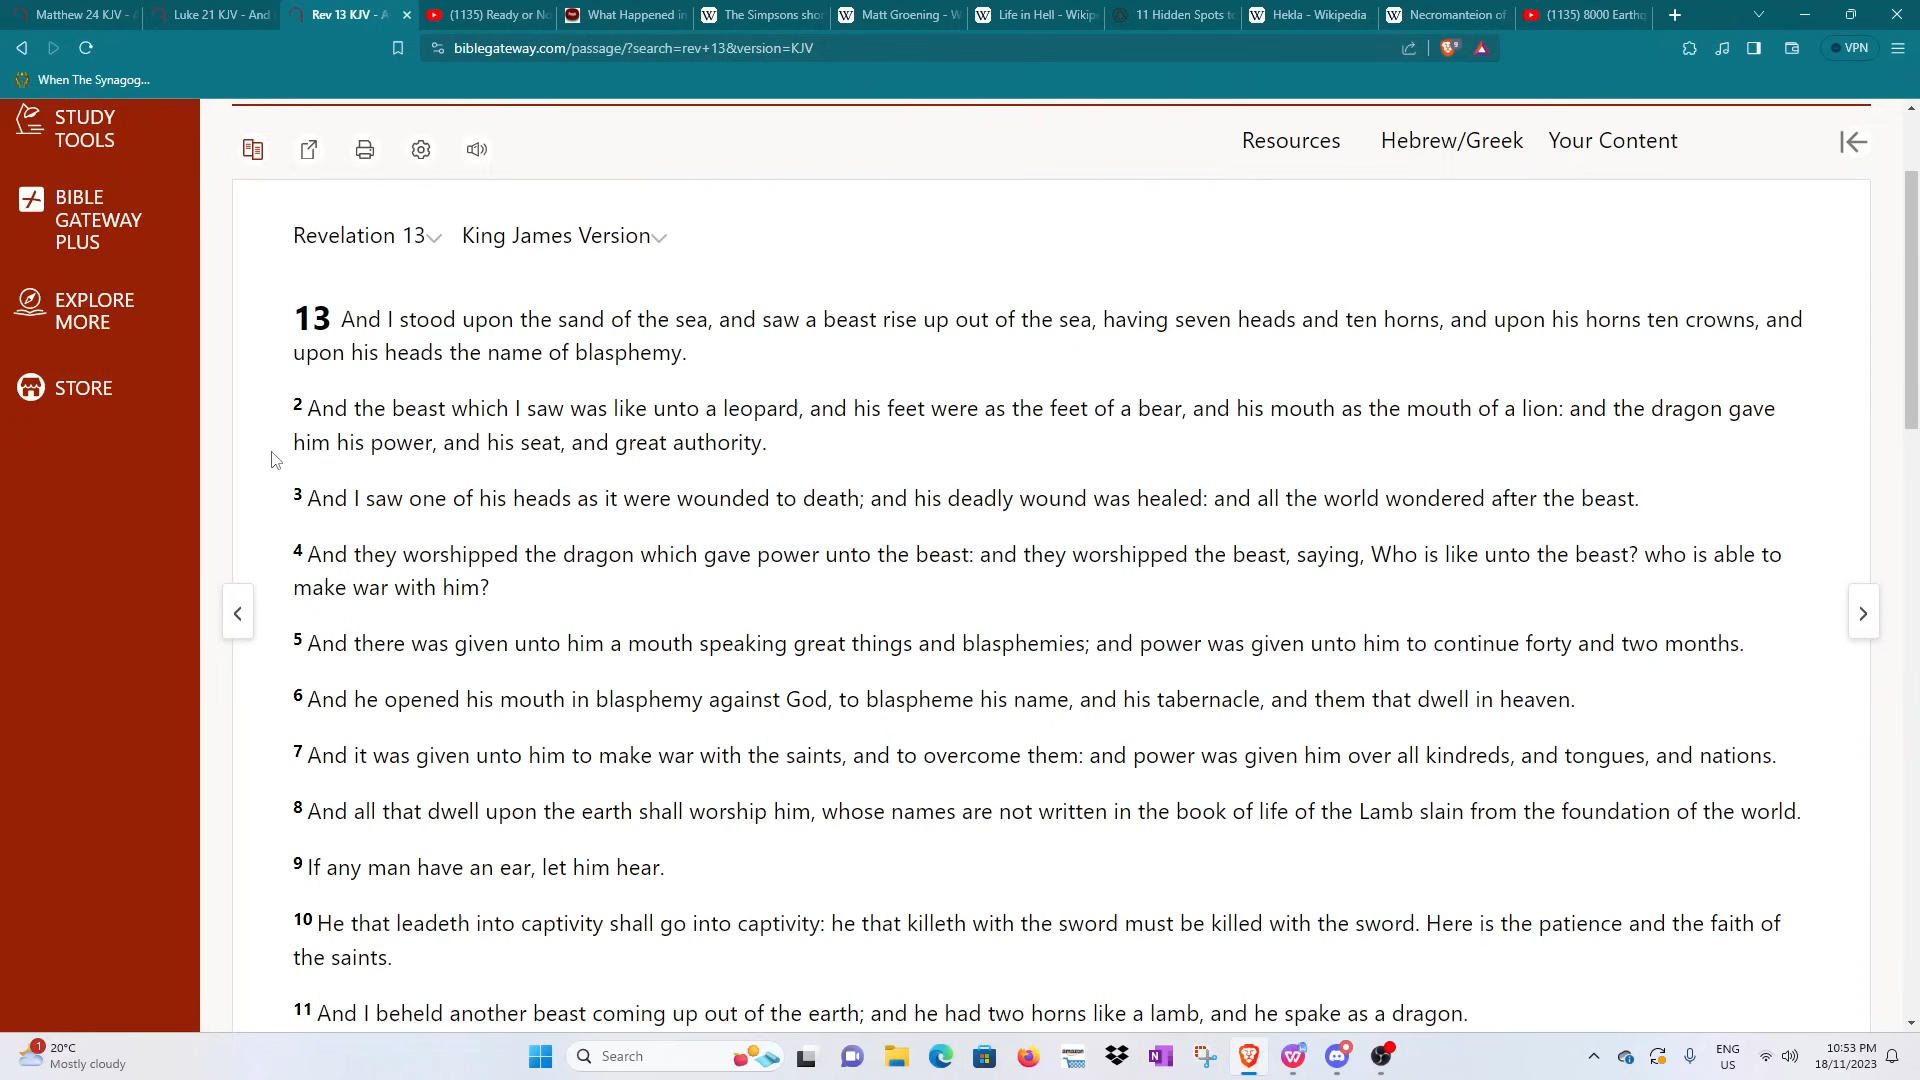 Matthew 24 KJV - A
Luke 21 KJV - And
Rev 13 KJV - A
(1135) Ready or No
What Happened in
The Simpsons shor
Matt Groening - W
Life in Hell - Wikip
11 Hidden Spots to
Hekla - Wikipedia
Necromanteion of
(1135) 8000 Earthq
biblegateway.com/passage/?search=rev+13&version=KJV
9
VPN
When The Synagog...
STUDY
TOOLS
BIBLE
GATEWAY
PLUS
EXPLORE
MORE
STORE
Resources
Hebrew/Greek
Your Content
Revelation 13
King James Version
13 And I stood upon the sand of the sea, and saw a beast rise up out of the sea, having seven heads and ten horns, and upon his horns ten crowns, and
upon his heads the name of blasphemy.
2 And the beast which I saw was like unto a leopard, and his feet were as the feet of a bear, and his mouth as the mouth of a lion: and the dragon gave
him his power, and his seat, and great authority.
3 And I saw one of his heads as it were wounded to death; and his deadly wound was healed: and all the world wondered after the beast.
4 And they worshipped the dragon which gave power unto the beast: and they worshipped the beast, saying, Who is like unto the beast? who is able to
make war with him?
5 And there was given unto him a mouth speaking great things and blasphemies; and power was given unto him to continue forty and two months.
6 And he opened his mouth in blasphemy against God, to blaspheme his name, and his tabernacle, and them that dwell in heaven.
7 And it was given unto him to make war with the saints, and to overcome them: and power was given him over all kindreds, and tongues, and nations.
8 And all that dwell upon the earth shall worship him, whose names are not written in the book of life of the Lamb slain from the foundation of the world.
9 If any man have an ear, let him hear.
10 He that leadeth into captivity shall go into captivity: he that killeth with the sword must be killed with the sword. Here is the patience and the faith of
the saints.
11 And I beheld another beast coming up out of the earth; and he had two horns like a lamb, and he spake as a dragon.
1
20°C
Mostly cloudy
Search
amazon
ENG
US
10:53 PM
18/11/2023